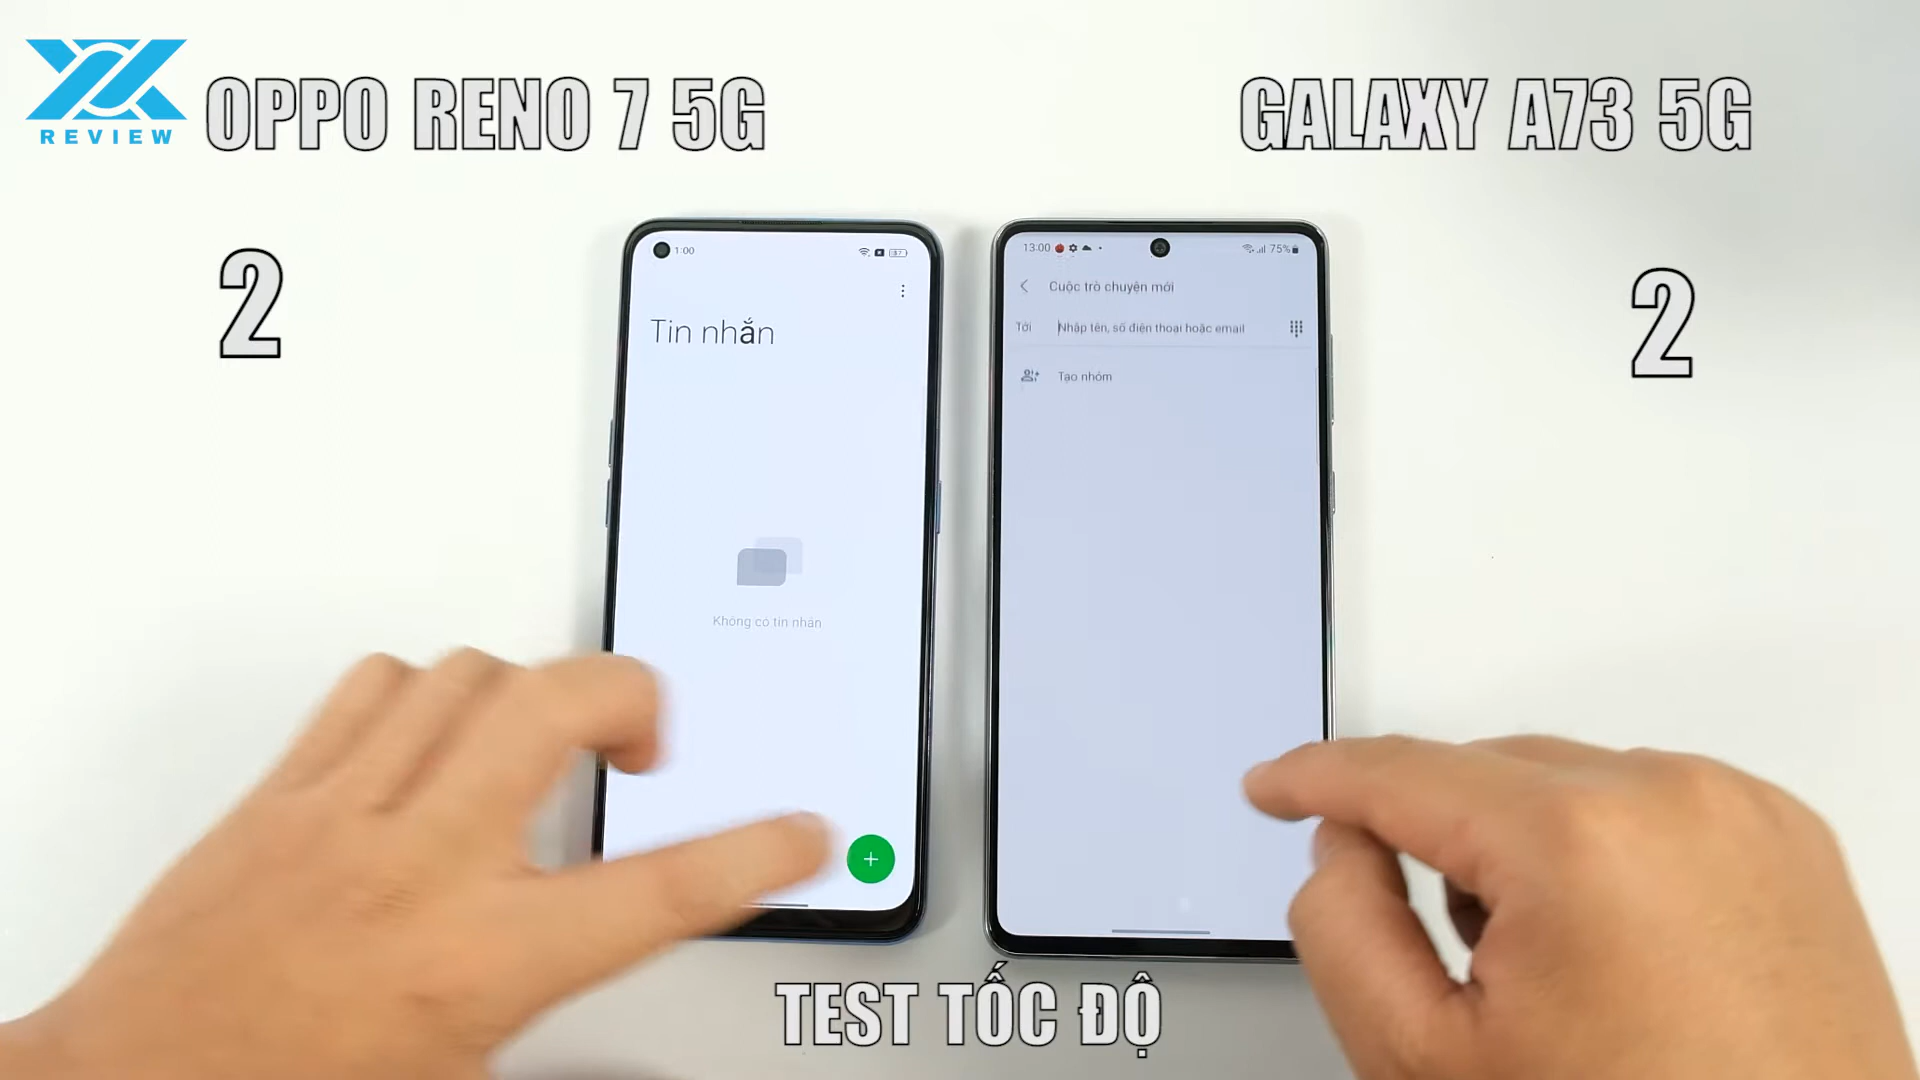 REVIEW
OPPO RENO 7 5G
GALAXY A73 5G
2
2
1:00
Tin nhắn
Không có tin nhắn
13:00
75%
Cuộc trò chuyện mới
Tới
Nhập tên, số điện thoại hoặc email
Tạo nhóm
TEST TỐC ĐỘ